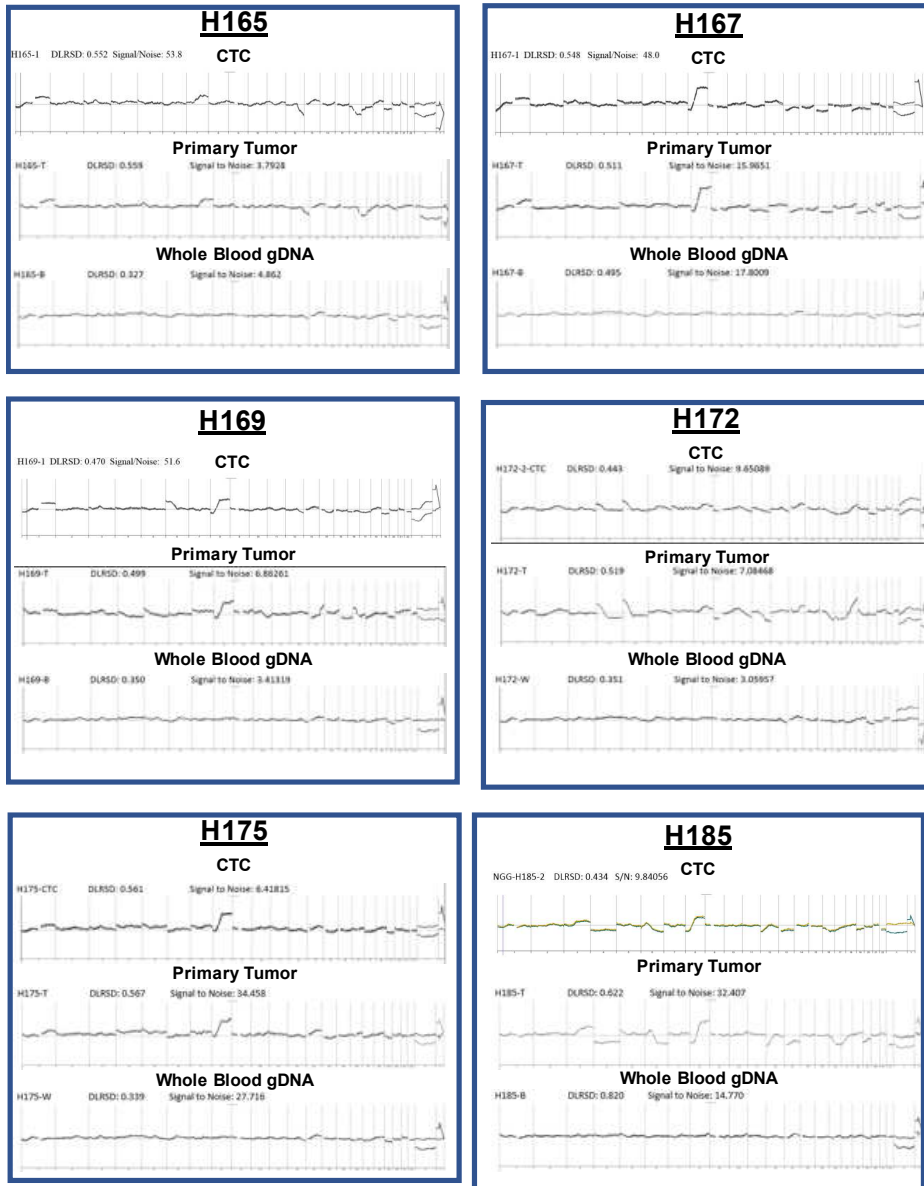 H165
CTC
H165-1 DLRSD: 0.552 Signal/Noise: 53.8
Primary Tumor
H165-T DLRSD: 0.559 Signal to Noise: 3.7928
Whole Blood gDNA
H165-B DLRSD: 0.327 Signal to Noise: 4.862
H167
CTC
H167-1 DLRSD: 0.548 Signal/Noise: 48.0
Primary Tumor
H167-T DLRSD: 0.511 Signal to Noise: 15.9651
Whole Blood gDNA
H167-B DLRSD: 0.495 Signal to Noise: 17.8009
H169
H169-1 DLRSD: 0.470 Signal/Noise: 51.6 CTC
Primary Tumor
H169-T DLRSD: 0.499 Signal to Noise: 6.86261
Whole Blood gDNA
H169-B DLRSD: 0.350 Signal to Noise: 3.41319
H172
CTC
H172-2-CTC DLRSD: 0.443 Signal to Noise: 9.65089
Primary Tumor
H172-T DLRSD: 0.519 Signal to Noise: 7.08468
Whole Blood gDNA
H172-W DLRSD: 0.351 Signal to Noise: 3.05957
H175
CTC
H175-CTC DLRSD: 0.561 Signal to Noise: 6.41815
Primary Tumor
H175-T DLRSD: 0.567 Signal to Noise: 34.458
Whole Blood gDNA
H175-W DLRSD: 0.339 Signal to Noise: 27.716
H185
CTC
NGG-H185-2 DLRSD: 0.434 S/N: 9.84056
Primary Tumor
H185-T DLRSD: 0.622 Signal to Noise: 32.407
Whole Blood gDNA
H185-B DLRSD: 0.820 Signal to Noise: 14.770